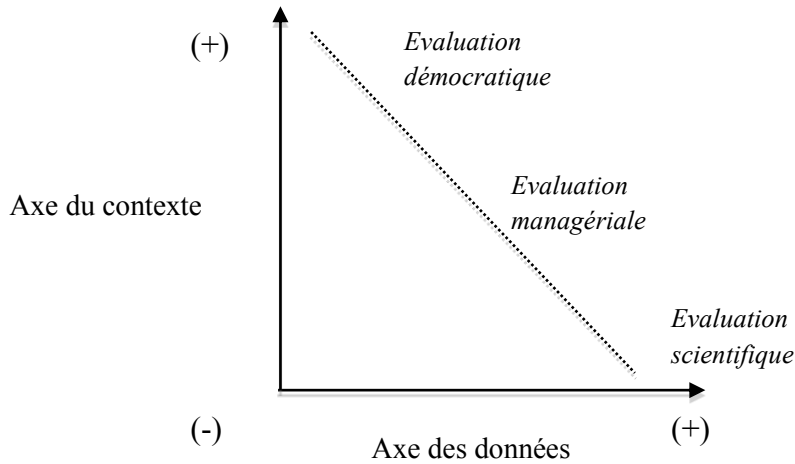 (+)
Evaluation
démocratique
Axe du contexte
Evaluation
managériale
Evaluation
scientifique
(-)
(+)
Axe des données